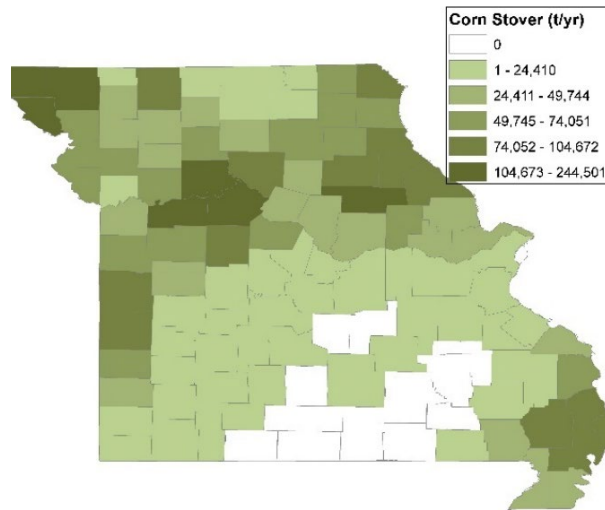 Corn Stover (t/yr)
0
1 - 24,410
24,411 - 49,744
49,745 - 74,051
74,052 - 104,672
104,673 - 244,501